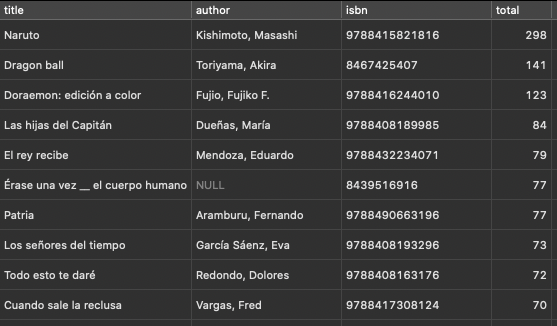 title author isbn total
Naruto Kishimoto, Masashi 9788415821816 298
Dragon ball Toriyama, Akira 8467425407 141
Doraemon: edición a color Fujio, Fujiko F. 9788416244010 123
Las hijas del Capitán Dueñas, María 9788408189985 84
El rey recibe Mendoza, Eduardo 9788432234071 79
Érase una vez __ el cuerpo humano NULL 8439516916 77
Patria Aramburu, Fernando 9788490663196 77
Los señores del tiempo García Sáenz, Eva 9788408193296 73
Todo esto te daré Redondo, Dolores 9788408163176 72
Cuando sale la reclusa Vargas, Fred 9788417308124 70